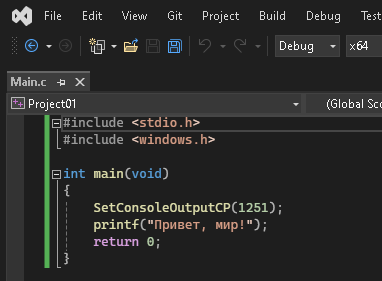 File Edit View Git Project Build Debug Test
Debug x64
Main.c
Project01 (Global Sco
#include <stdio.h>
#include <windows.h>
int main(void)
{
SetConsoleOutputCP(1251);
printf("Привет, мир!");
return 0;
}